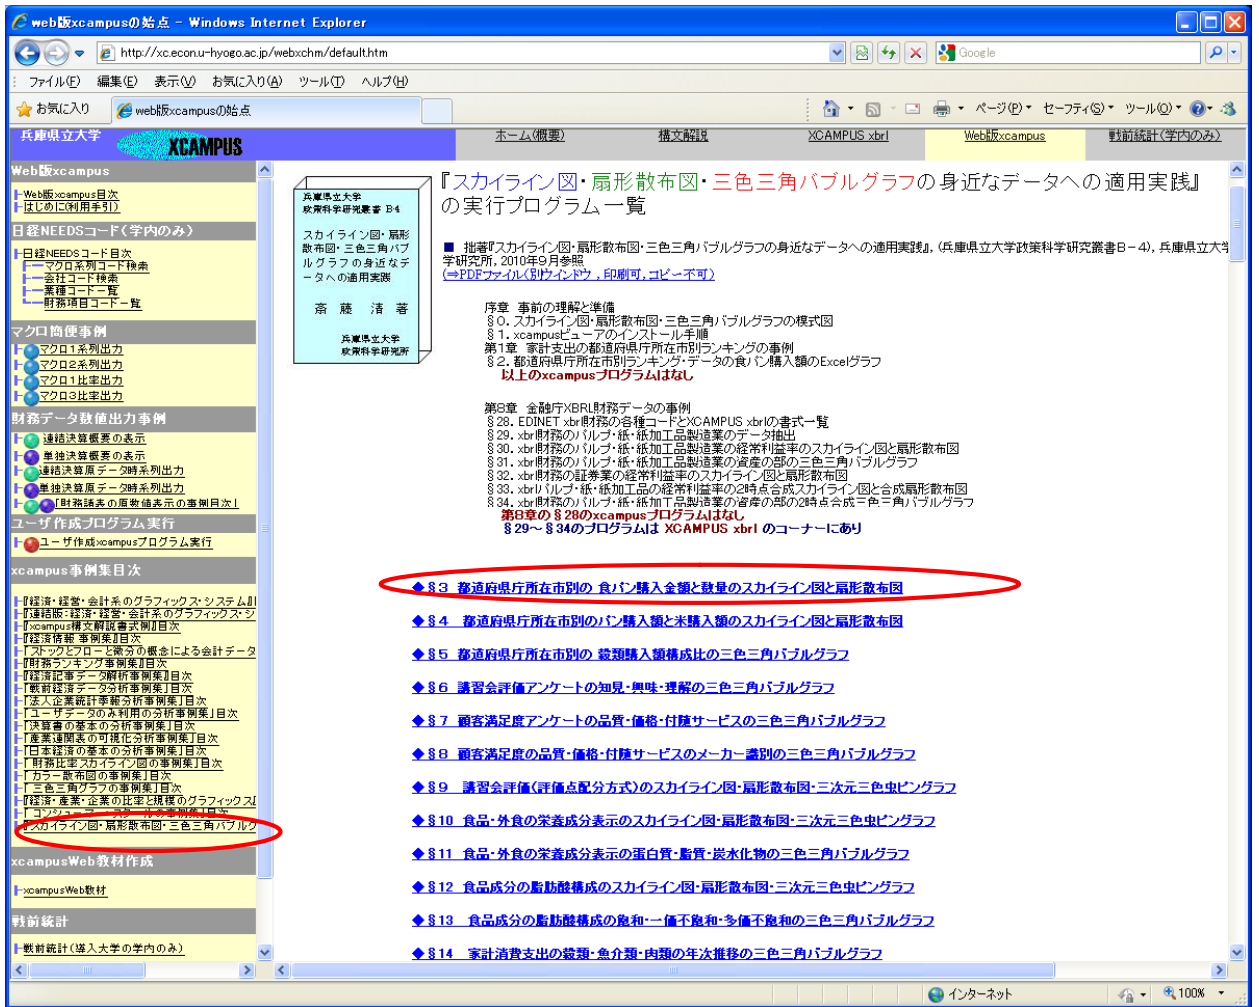 web版xcampusの始点 - Windows Internet Explorer
http://xc.econ.u-hyogo.ac.jp/webxchm/default.htm
Google
ファイル(F) 編集(E) 表示(V) お気に入り(A) ツール(T) ヘルプ(H)
お気に入り web版xcampusの始点
ページ(P) セーフティ(S) ツール(O)
兵庫県立大学 XCAMPUS
ホーム(概要) 構文解説 XCAMPUS xbrl Web版xcampus 戦前統計(学内のみ)
Web版xcampus
Web版xcampus目次
はじめに(利用手引)
日経NEEDSコード(学内のみ)
日経NEEDSコード目次
マクロ系列コード検索
会社コード検索
業種コード一覧
財務項目コード一覧
マクロ簡便事例
マクロ1系列出力
マクロ2系列出力
マクロ1比率出力
マクロ3比率出力
財務データ数値出力事例
連結決算概要の表示
単独決算概要の表示
連結決算原データ時系列出力
単独決算原データ時系列出力
「財務諸表の原数値表示の事例目次」
ユーザ作成プログラム実行
ユーザ作成xcampusプログラム実行
xcampus事例集目次
『経済・経営・会計系のグラフィックス・システム』
『連結版：経済・経営・会計系のグラフィックス・シ
『xcampus構文解説書式例』目次
『経済情報 事例集』目次
『ストックとフローと微分の概念による会計データ
『財務ランキング事例集』目次
『経済記事データ解析事例集』目次
「戦前経済データ分析事例集」目次
「法人企業統計季報分析事例集」目次
「ユーザデータのみ利用の分析事例集」目次
「決算書の基本の分析事例集」目次
「産業連関表の可視化分析事例集」目次
「日本経済の基本の分析事例集」目次
「財務比率スカイライン図の事例集」目次
「カラー散布図の事例集」目次
「三色三角グラフの事例集」目次
『経済・産業・企業の比率と規模のグラフィックス』
「コンシューマー・スクールの事例集」目次
『スカイライン図・扇形散布図・三色三角バブルグ
xcampusWeb教材作成
xcampusWeb教材
戦前統計
戦前統計(導入大学の学内のみ)
兵庫県立大学
政策科学研究叢書 B4
スカイライン図・扇形
散布図・三色三角バブ
ルグラフの身近なデ
ータへの適用実践
斎 藤 清 著
兵庫県立大学
政策科学研究所
『スカイライン図・扇形散布図・三色三角バブルグラフの身近なデータへの適用実践』
の実行プログラム一覧
■ 拙著『スカイライン図・扇形散布図・三色三角バブルグラフの身近なデータへの適用実践』, (兵庫県立大学政策科学研究叢書B-4), 兵庫県立大学
学研究所, 2010年9月参照
(⇒PDFファイル(別ウインドウ, 印刷可, コピー不可)
序章 事前の理解と準備
§0. スカイライン図・扇形散布図・三色三角バブルグラフの模式図
§1. xcampusビューアのインストール手順
第1章 家計支出の都道府県庁所在市別ランキングの事例
§2. 都道府県庁所在市別ランキング・データの食パン購入額のExcelグラフ
以上のxcampusプログラムはなし
第8章 金融庁XBRL財務データの事例
§28. EDINET xbrl財務の各種コードとXCAMPUS xbrlの書式一覧
§29. xbrl財務のパルプ・紙・紙加工品製造業のデータ抽出
§30. xbrl財務のパルプ・紙・紙加工品製造業の経常利益率のスカイライン図と扇形散布図
§31. xbrl財務のパルプ・紙・紙加工品製造業の資産の部の三色三角バブルグラフ
§32. xbrl財務の証券業の経常利益率のスカイライン図と扇形散布図
§33. xbrlパルプ・紙・紙加工品の経常利益率の2時点合成スカイライン図と合成扇形散布図
§34. xbrl財務のパルプ・紙・紙加工品製造業の資産の部の2時点合成三色三角バブルグラフ
第8章の§28のxcampusプログラムはなし
§29～§34のプログラムは XCAMPUS xbrl のコーナーにあり
◆§3 都道府県庁所在市別の 食パン購入金額と数量のスカイライン図と扇形散布図
◆§4 都道府県庁所在市別のパン購入額と米購入額のスカイライン図と扇形散布図
◆§5 都道府県庁所在市別の 穀類購入額構成比の三色三角バブルグラフ
◆§6 講習会評価アンケートの知見・興味・理解の三色三角バブルグラフ
◆§7 顧客満足度アンケートの品質・価格・付随サービスの三色三角バブルグラフ
◆§8 顧客満足度の品質・価格・付随サービスのメーカー識別の三色三角バブルグラフ
◆§9 講習会評価(評価点配分方式)のスカイライン図・扇形散布図・三次元三色虫ピングラフ
◆§10 食品・外食の栄養成分表示のスカイライン図・扇形散布図・三次元三色虫ピングラフ
◆§11 食品・外食の栄養成分表示の蛋白質・脂質・炭水化物の三色三角バブルグラフ
◆§12 食品成分の脂肪酸構成のスカイライン図・扇形散布図・三次元三色虫ピングラフ
◆§13 食品成分の脂肪酸構成の飽和・一価不飽和・多価不飽和の三色三角バブルグラフ
◆§14 家計消費支出の穀類・魚介類・肉類の年次推移の三色三角バブルグラフ
インターネット 100%